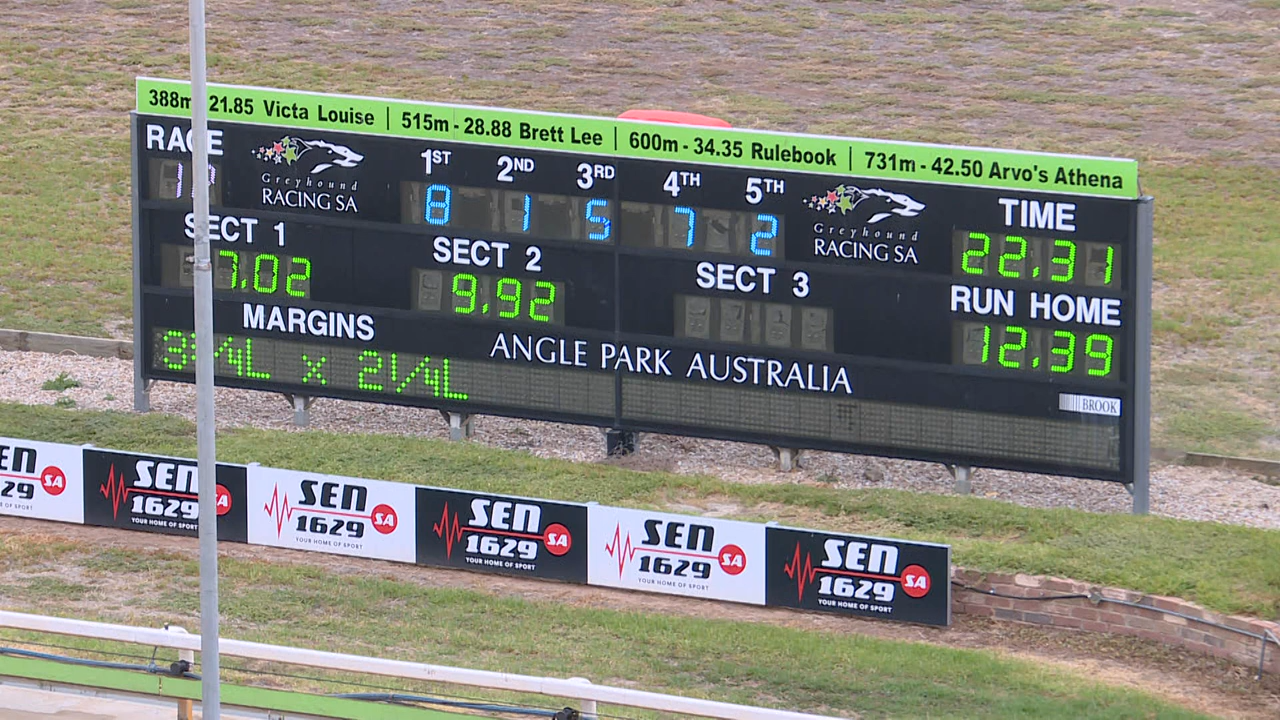 388m 21.85 Victa Louise | 515m - 28.88 Brett Lee | 600m - 34.35 Rulebook | 731m - 42.50 Arvo's Athena
RACE
Greyhound
RACING SA
1ST 2ND 3RD 4TH 5TH
8 1 5 7 2
Greyhound
RACING SA
TIME
22.31
SECT 1
7.02
SECT 2
9.92
SECT 3
RUN HOME
12.39
MARGINS
3¼L x 2¼L
ANGLE PARK AUSTRALIA
BROOK
SA
SEN SA
1629
YOUR HOME OF SPORT
SEN SA
1629
YOUR HOME OF SPORT
SEN SA
1629
YOUR HOME OF SPORT
SEN SA
1629
YOUR HOME OF SPORT
SEN SA
1629
YOUR HOME OF SPORT